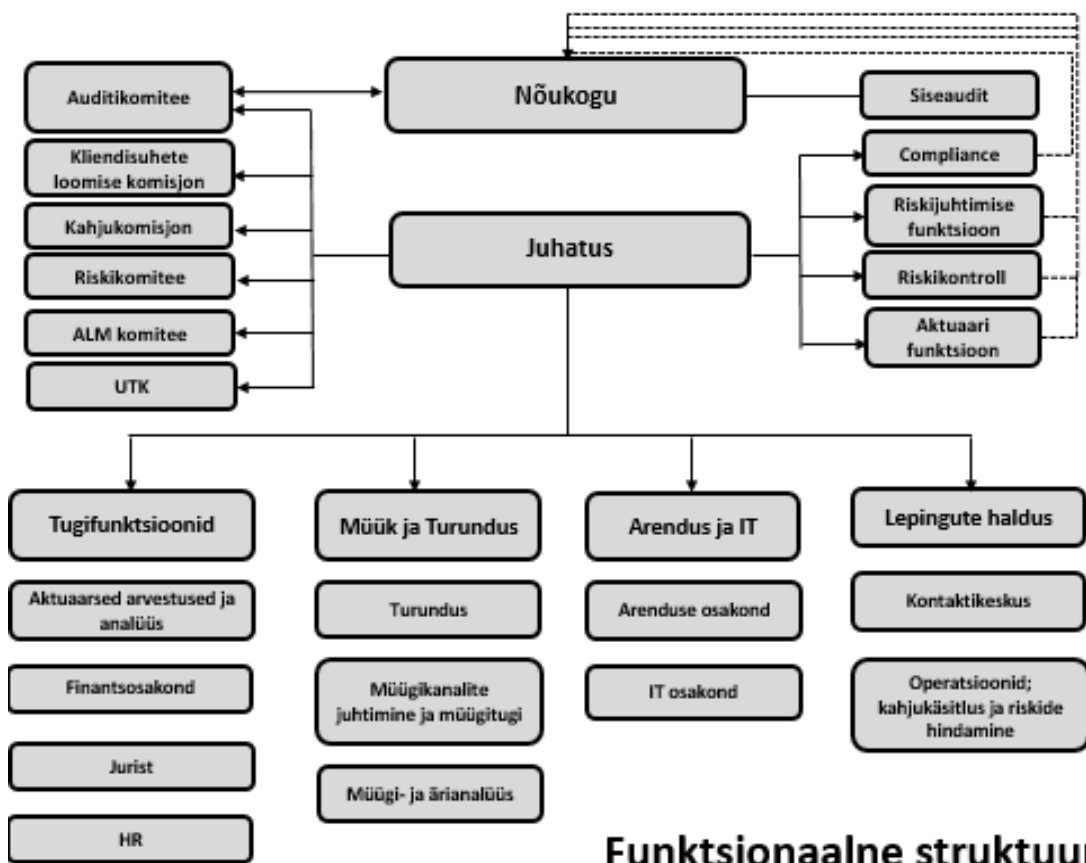 Auditikomitee
Nõukogu
Siseaudit
Kliendisuhete
loomise komisjon
Compliance
Kahjukomisjon
Juhatus
Riskijuhtimise
funktsioon
Riskikomitee
Riskikontroll
ALM komitee
Aktuaari
funktsioon
UTK
Tugifunktsioonid
Müük ja Turundus
Arendus ja IT
Lepingute haldus
Aktuaarsed arvestused ja
analüüs
Turundus
Arenduse osakond
Kontaktikeskus
Finantsosakond
Müügikanalite
juhtimine ja müügitugi
IT osakond
Operatsioonid;
kahjukäsitlus ja riskide
hindamine
Jurist
Müügi- ja ärianalüüs
HR
Funktsionaalne struktuur